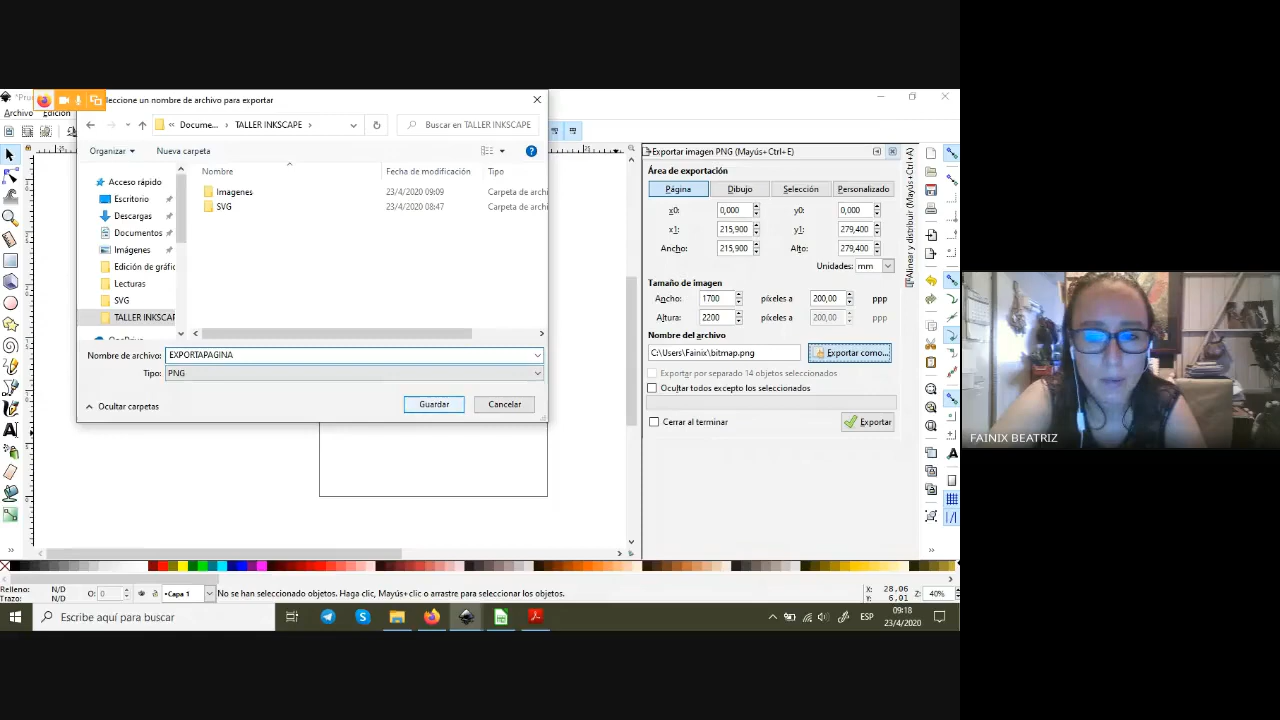 *Pru
leccione un nombre de archivo para exportar
Archivo Edición
« Docume... > TALLER INKSCAPE >
Buscar en TALLER INKSCAPE
Organizar
Nueva carpeta
Nombre
Fecha de modificación
Tipo
Acceso rápido
Escritorio
Descargas
Documentos
Imágenes
Edición de gráfic
Lecturas
SVG
TALLER INKSCAP
Imagenes
23/4/2020 09:09
Carpeta de archi
SVG
23/4/2020 08:47
Carpeta de archi
Nombre de archivo:
EXPORTAPAGINA
Tipo:
PNG
Ocultar carpetas
Guardar
Cancelar
Exportar imagen PNG (Mayús+Ctrl+E)
Área de exportación
Página
Dibujo
Selección
Personalizado
x0:
0,000
y0:
0,000
x1:
215,900
y1:
279,400
Ancho:
215,900
Alto:
279,400
Unidades:
mm
Tamaño de imagen
Ancho:
1700
píxeles a
200,00
ppp
Altura:
2200
píxeles a
200,00
ppp
Nombre del archivo
C:\Users\Fainix\bitmap.png
Exportar como...
Exportar por separado 14 objetos seleccionados
Ocultar todos excepto los seleccionados
Cerrar al terminar
Exportar
Alinear y distribuir (Mayús+Ctrl+A)
FAINIX BEATRIZ
Relleno:
N/D
Trazo:
N/D
O:
0
•Capa 1
No se han seleccionado objetos. Haga clic, Mayús+clic o arrastre para seleccionar los objetos.
X:
28,06
Y:
6,01
Z:
40%
Escribe aquí para buscar
ESP
09:18
23/4/2020